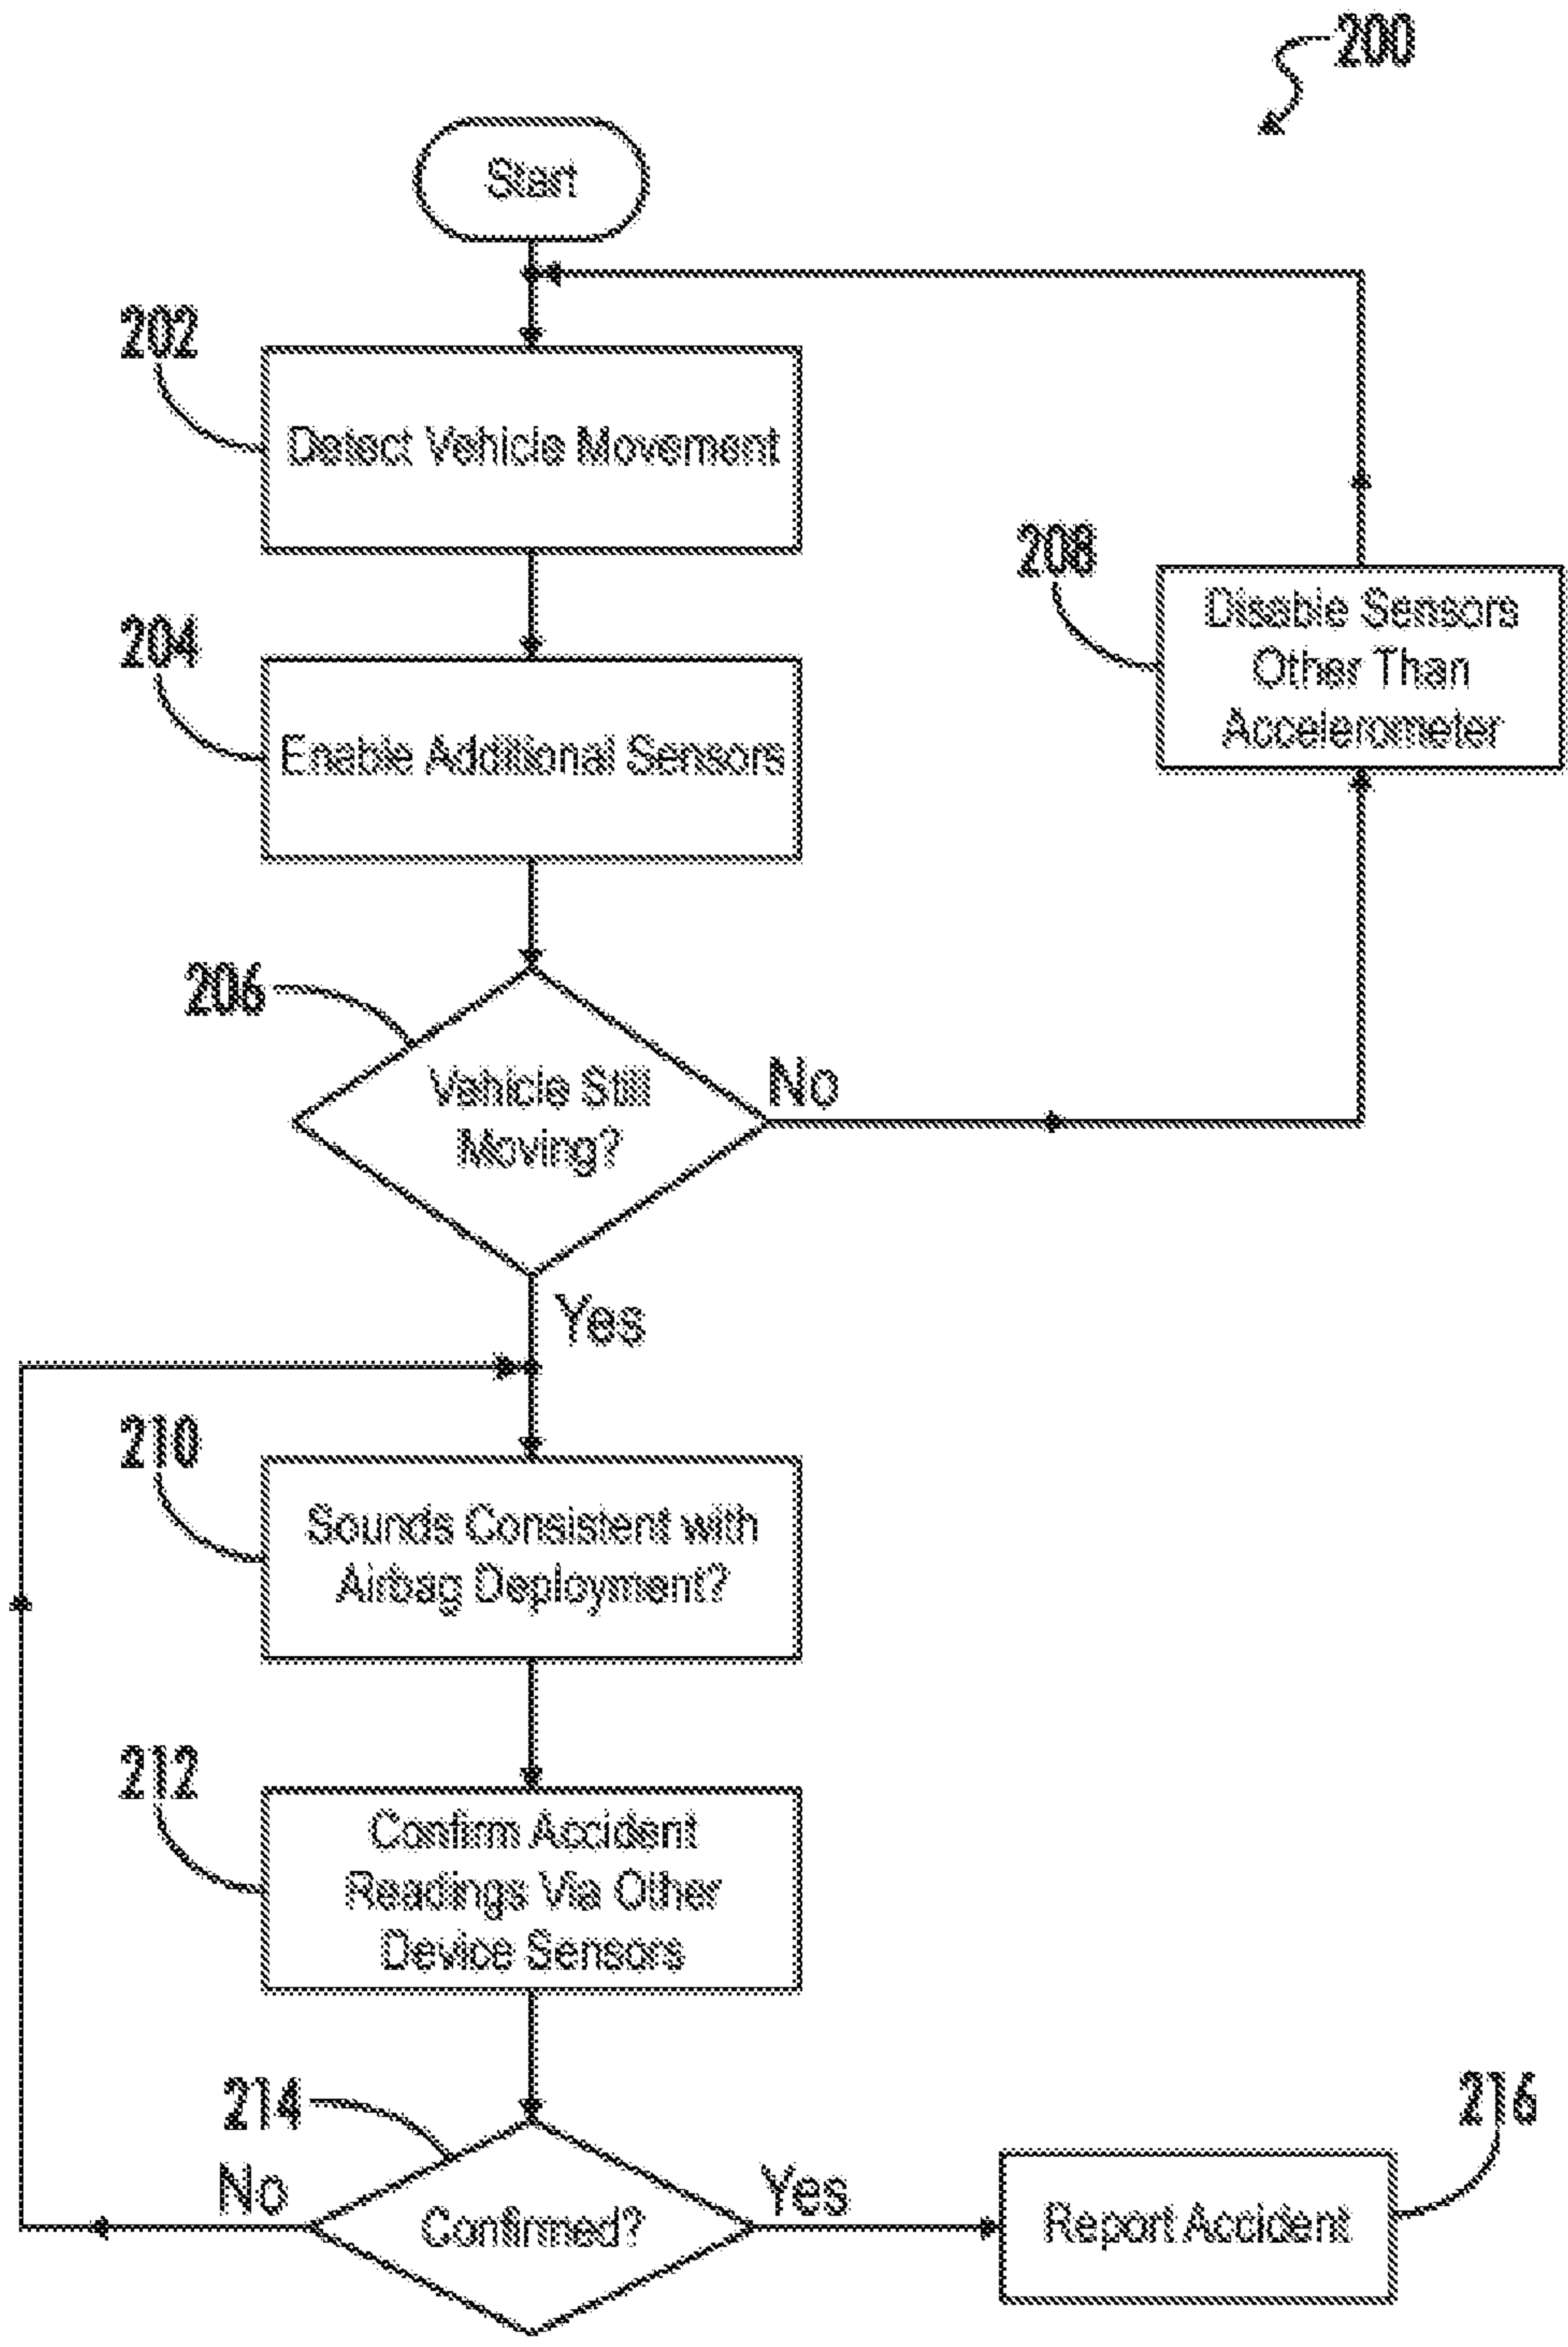 200
Start
202
Detect Vehicle Movement
208
Disable Sensors
Other Than
Accelerometer
204
Enable Additional Sensors
206
Vehicle Still
Moving?
No
Yes
210
Sounds Consistent with
Airbag Deployment?
212
Confirm Accident
Readings Via Other
Device Sensors
214
No
Confirmed?
Yes
216
Report Accident